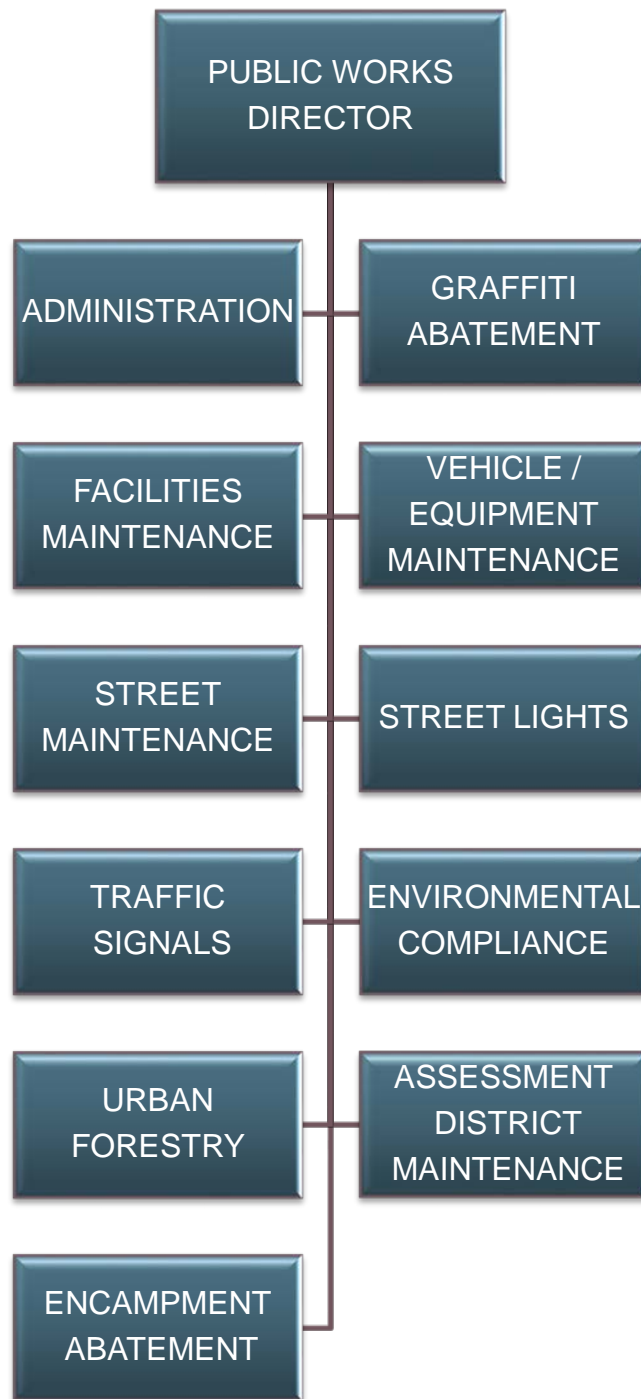 PUBLIC WORKS
DIRECTOR
ADMINISTRATION
GRAFFITI
ABATEMENT
FACILITIES
MAINTENANCE
VEHICLE /
EQUIPMENT
MAINTENANCE
STREET
MAINTENANCE
STREET LIGHTS
TRAFFIC
SIGNALS
ENVIRONMENTAL
COMPLIANCE
URBAN
FORESTRY
ASSESSMENT
DISTRICT
MAINTENANCE
ENCAMPMENT
ABATEMENT